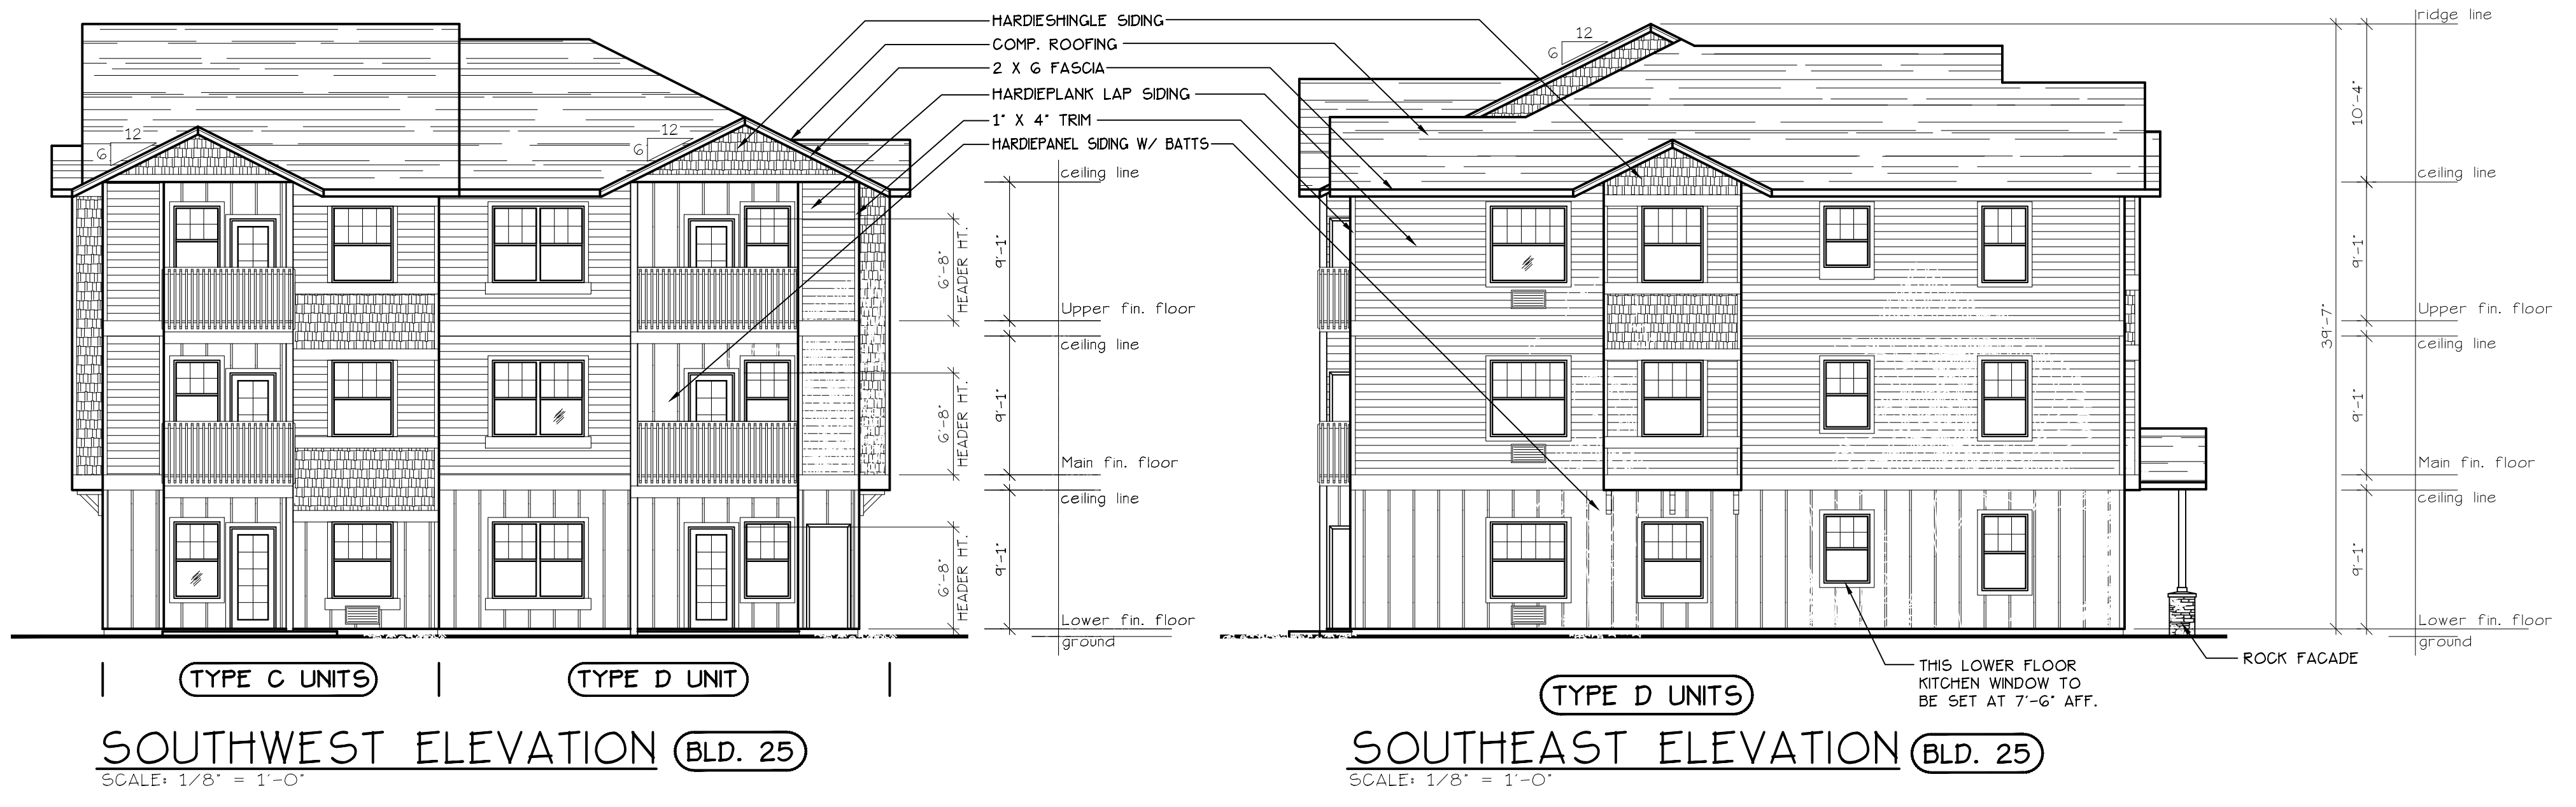 HARDIESHINGLE SIDING
COMP. ROOFING
2 X 6 FASCIA
HARDIEPLANK LAP SIDING
1" X 4" TRIM
HARDIEPANEL SIDING W/ BATTS
12
6
12
6
ceiling line
Upper fin. floor
ceiling line
Main fin. floor
ceiling line
Lower fin. floor
ground
6'-8"
HEADER HT.
6'-8"
HEADER HT.
6'-8"
HEADER HT.
9'-1"
9'-1"
9'-1"
TYPE C UNITS
TYPE D UNIT
SOUTHWEST ELEVATION
BLD. 25
SCALE: 1/8" = 1'-0"
12
6
ridge line
ceiling line
Upper fin. floor
ceiling line
Main fin. floor
ceiling line
Lower fin. floor
ground
39'-7"
10'-4"
9'-1"
9'-1"
9'-1"
ROCK FACADE
THIS LOWER FLOOR
KITCHEN WINDOW TO
BE SET AT 7'-6" AFF.
TYPE D UNITS
SOUTHEAST ELEVATION
BLD. 25
SCALE: 1/8" = 1'-0"